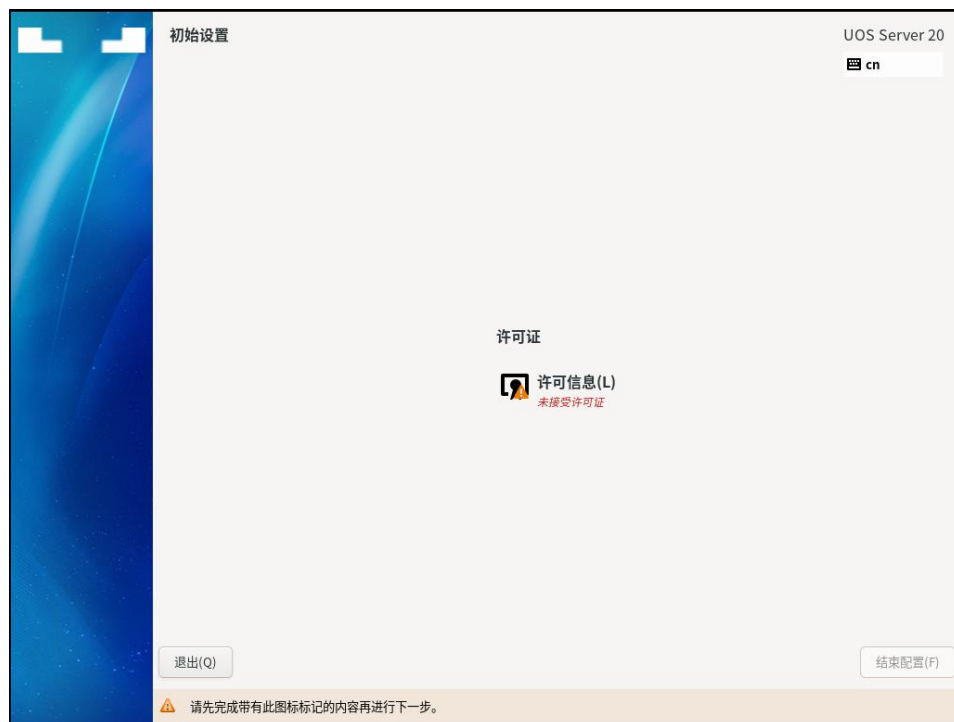 初始设置
UOS Server 20
cn
许可证
许可信息(L)
未接受许可证
退出(Q)
结束配置(F)
请先完成带有此图标标记的内容再进行下一步。